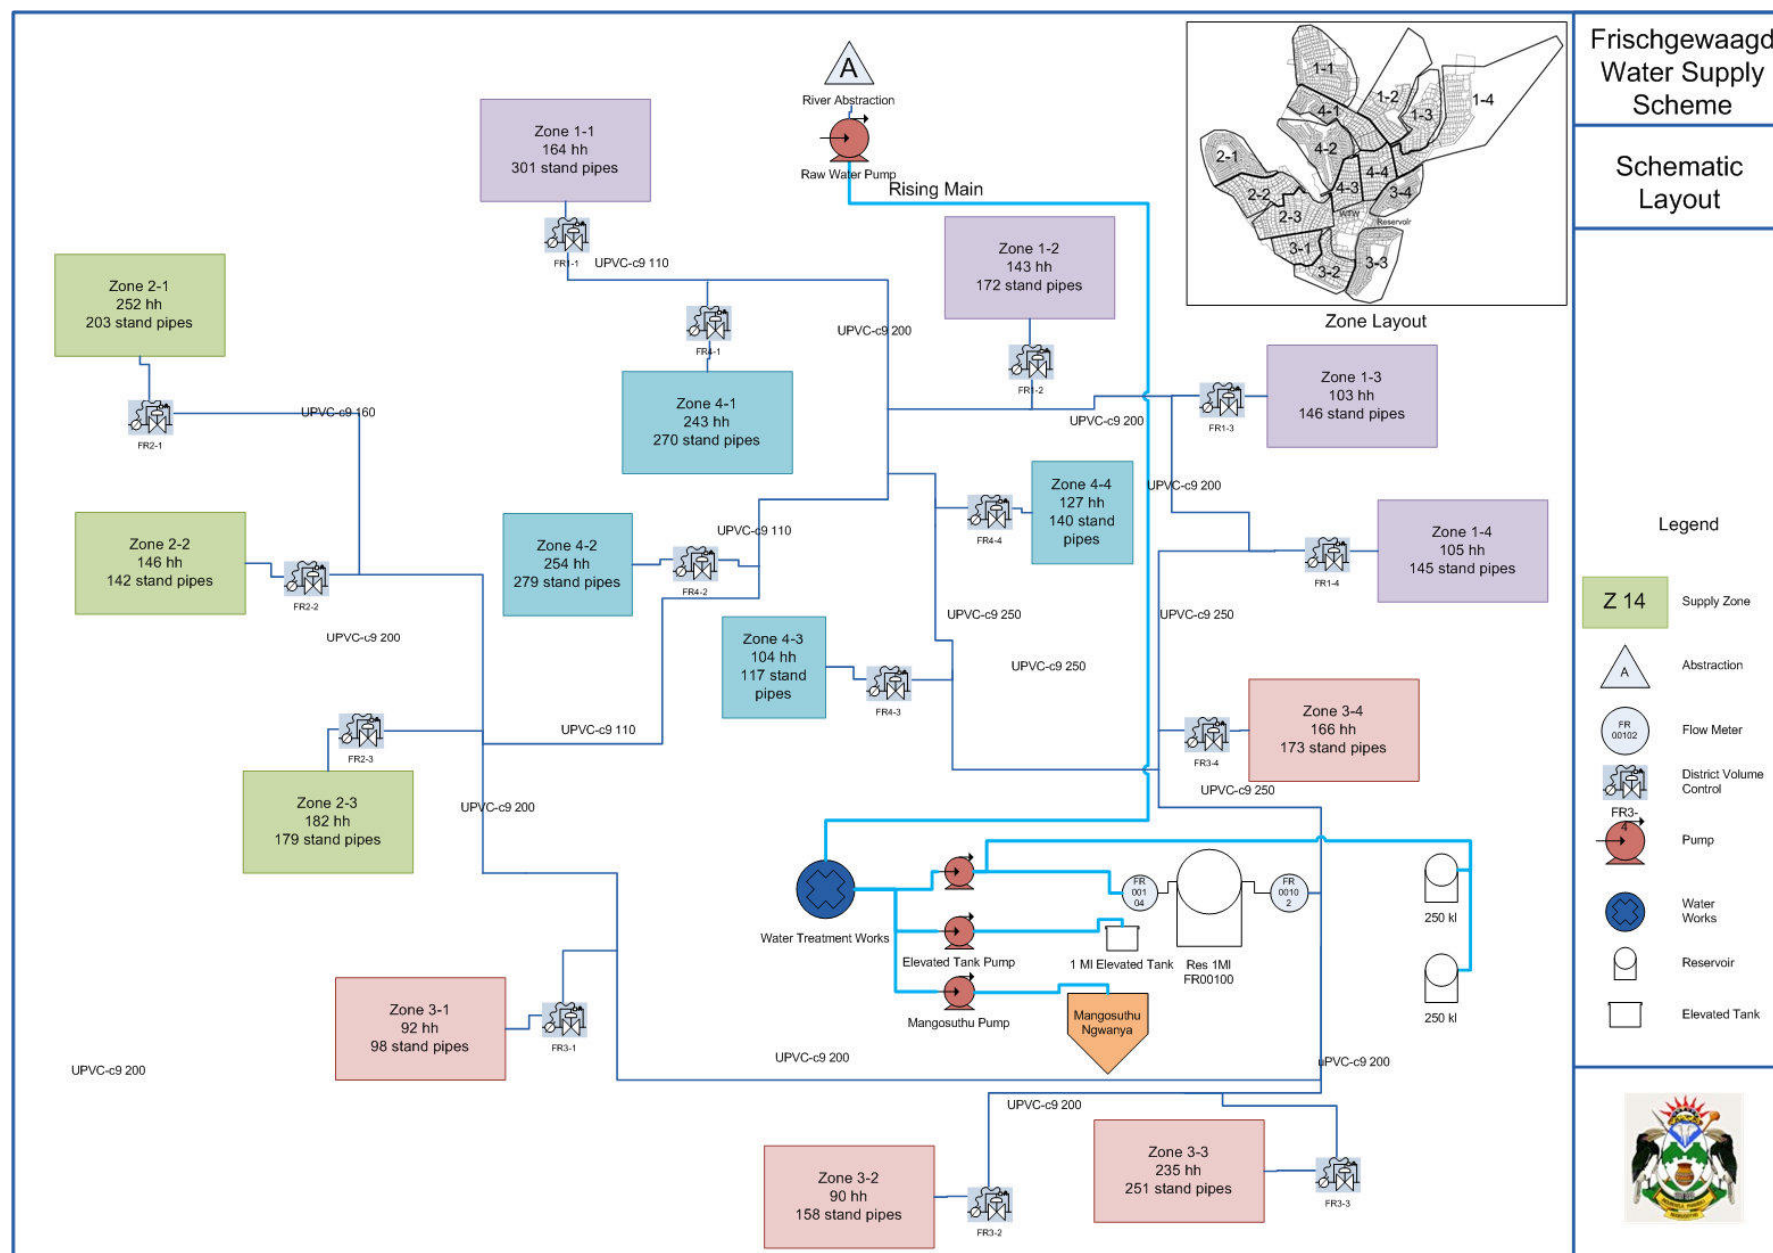 Frischgewaagd
Water Supply
Scheme
Schematic
Layout
A
River Abstraction
Raw Water Pump
Rising Main
Zone 1-1
164 hh
301 stand pipes
FR1-1
UPVC-c9 110
Zone 1-2
143 hh
172 stand pipes
FR1-2
UPVC-c9 200
1-1
1-2
1-3
1-4
4-1
4-2
2-1
4-4
4-3
3-4
2-2
2-3
WTW
Reservoir
3-1
3-2
3-3
Zone Layout
Zone 2-1
252 hh
203 stand pipes
FR2-1
UPVC-c9 160
FR4-1
Zone 4-1
243 hh
270 stand pipes
Zone 1-3
103 hh
146 stand pipes
FR1-3
UPVC-c9 200
Zone 4-4
127 hh
140 stand
pipes
FR4-4
UPVC-c9 200
Zone 1-4
105 hh
145 stand pipes
FR1-4
Zone 2-2
146 hh
142 stand pipes
FR2-2
UPVC-c9 200
Zone 4-2
254 hh
279 stand pipes
FR4-2
UPVC-c9 110
Zone 4-3
104 hh
117 stand
pipes
FR4-3
UPVC-c9 250
UPVC-c9 250
UPVC-c9 250
Zone 3-4
166 hh
173 stand pipes
FR3-4
UPVC-c9 250
UPVC-c9 110
FR2-3
Zone 2-3
182 hh
179 stand pipes
UPVC-c9 200
Water Treatment Works
Elevated Tank Pump
Mangosuthu Pump
FR
001
04
1 Ml Elevated Tank
Res 1Ml
FR00100
FR
0010
2
Mangosuthu
Ngwanya
250 kl
250 kl
Zone 3-1
92 hh
98 stand pipes
FR3-1
UPVC-c9 200
UPVC-c9 200
uPVC-c9 200
UPVC-c9 200
Zone 3-2
90 hh
158 stand pipes
FR3-2
Zone 3-3
235 hh
251 stand pipes
FR3-3
Legend
Z 14
Supply Zone
A
Abstraction
FR
00102
Flow Meter
District Volume
Control
FR3-
4
Pump
Water
Works
Reservoir
Elevated Tank